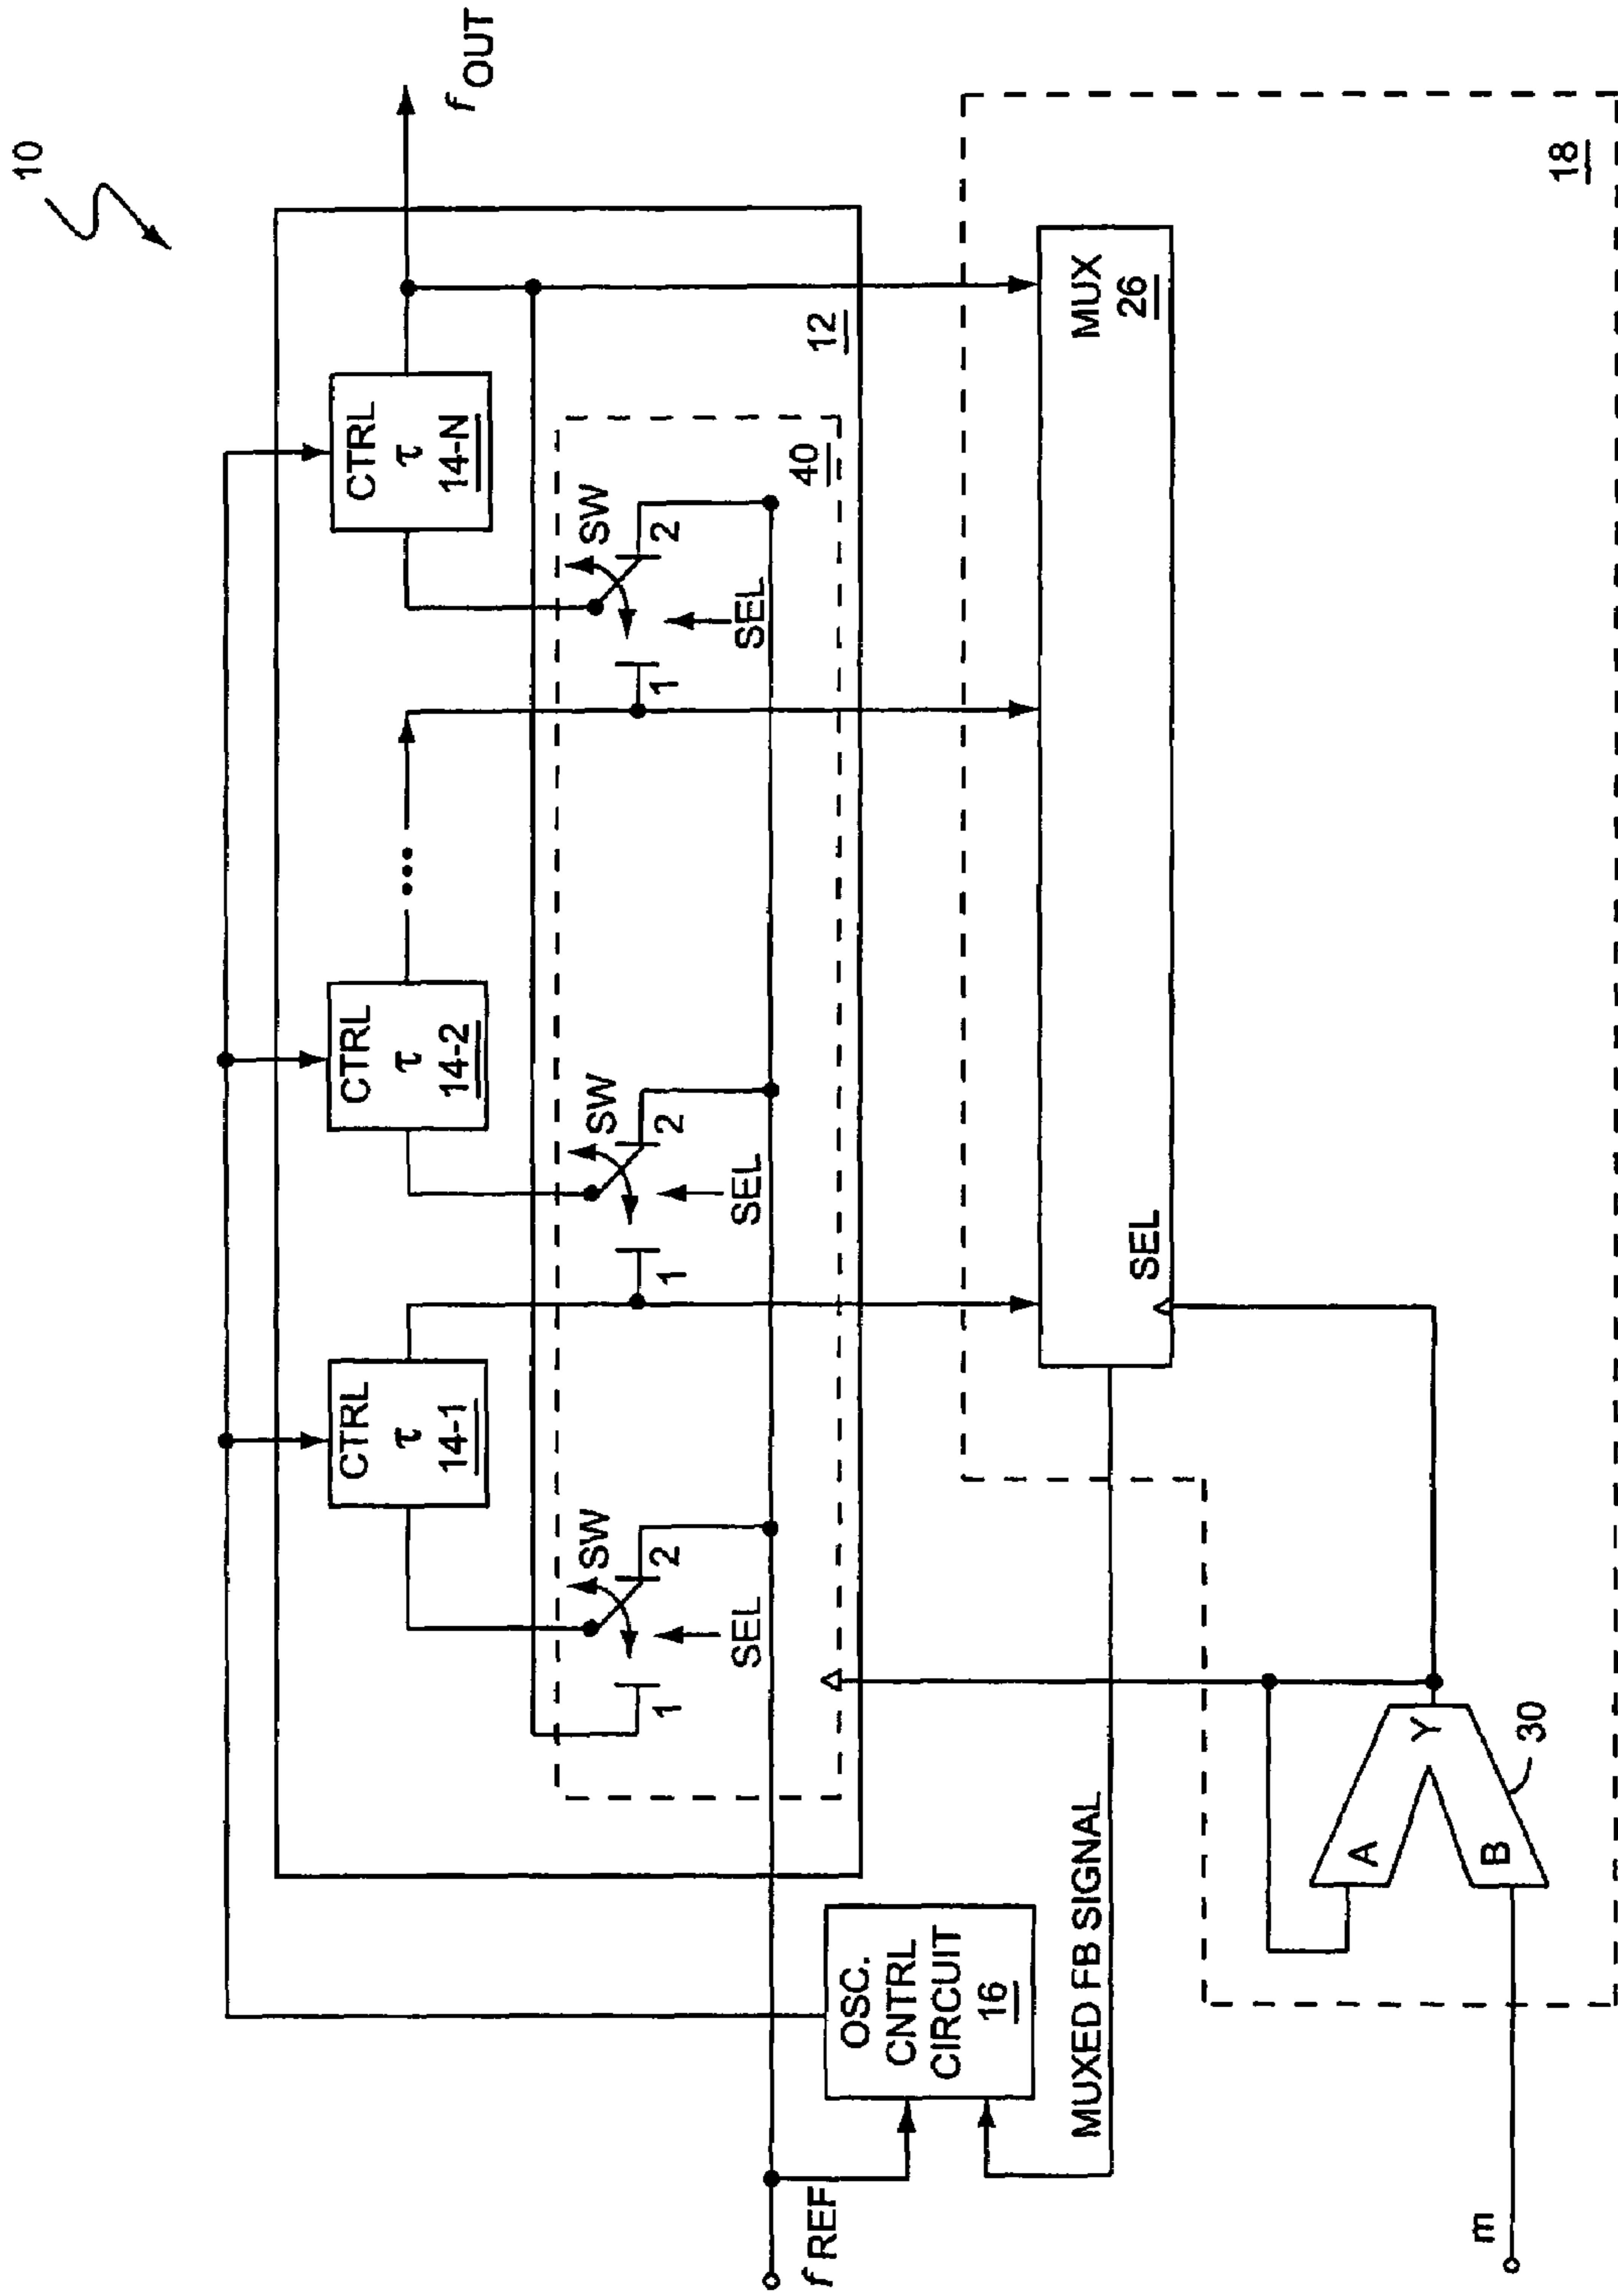 10
f OUT
CTRL
τ
14-1
CTRL
τ
14-2
...
CTRL
τ
14-N
12
SW
1
2
SEL
SW
1
2
SEL
SW
1
2
SEL
40
f REF
OSC.
CNTRL
CIRCUIT
16
MUXED FB SIGNAL
MUX
26
SEL
A
B
Y
30
m
18